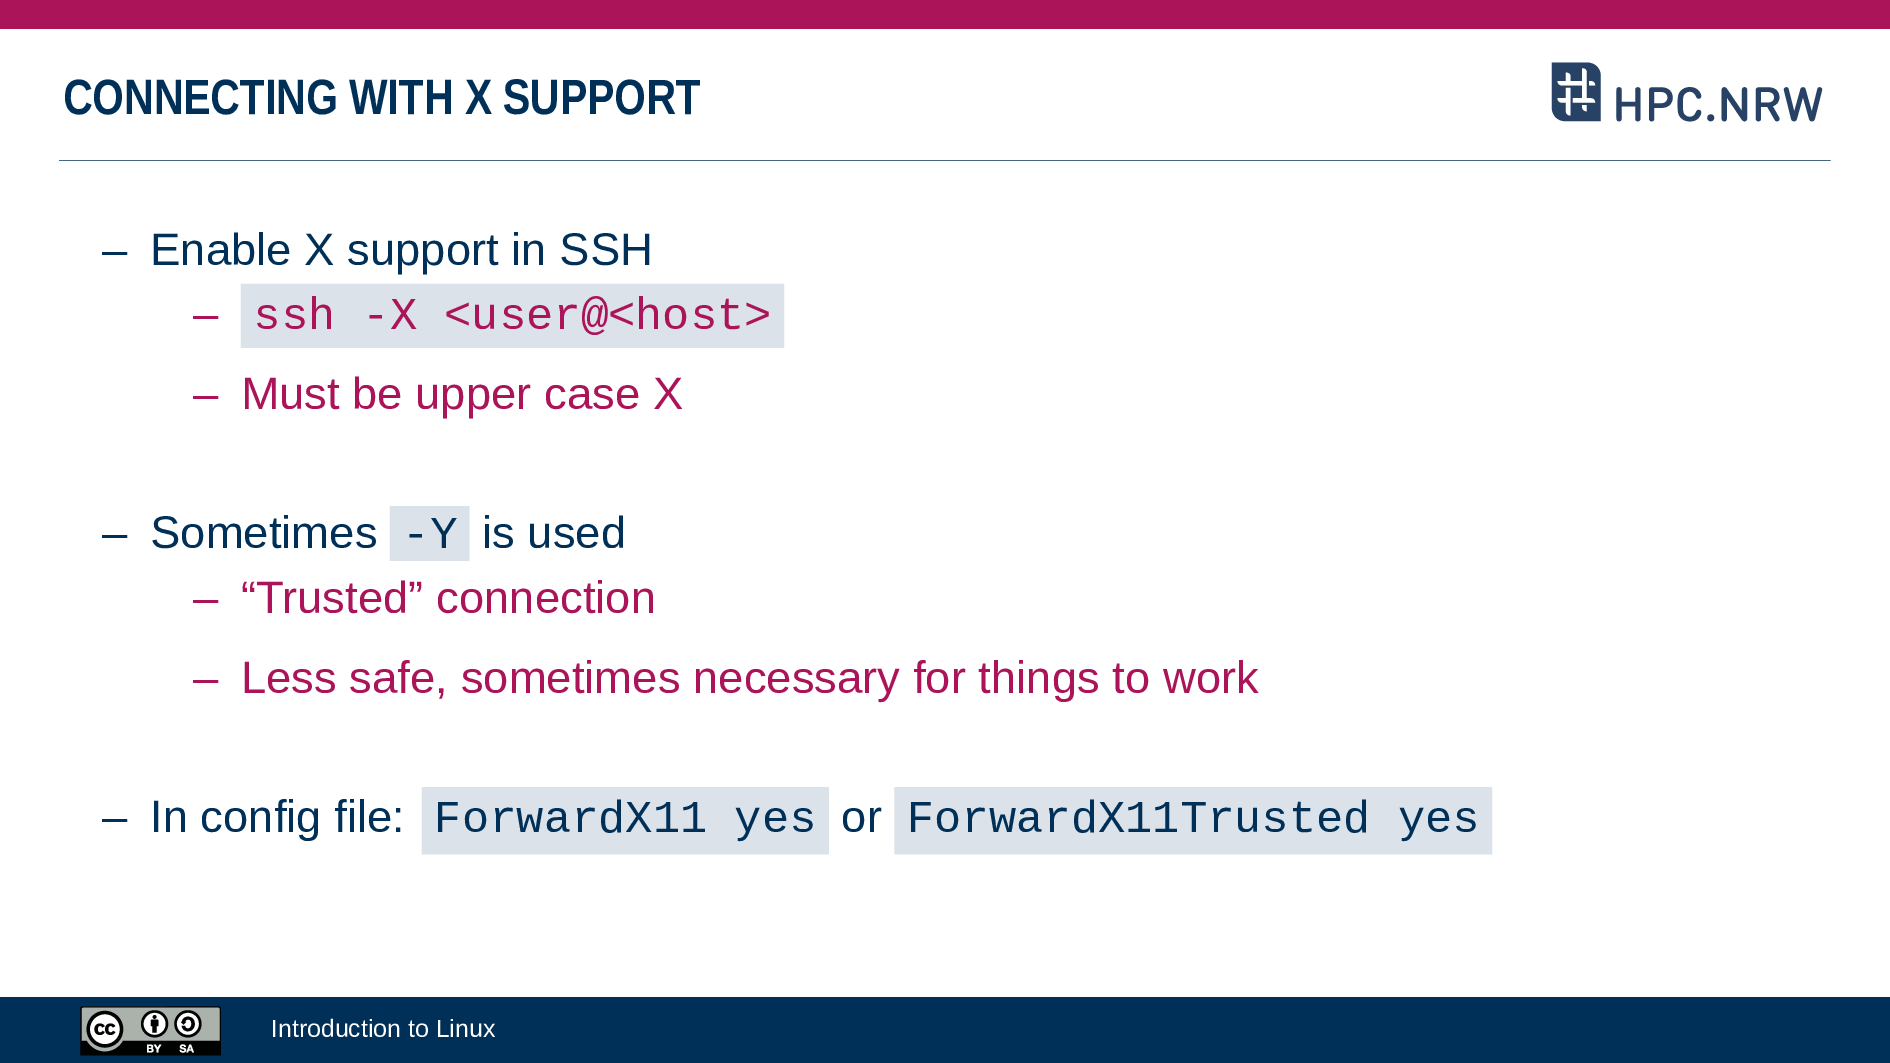 CONNECTING WITH X SUPPORT
HPC.NRW
– Enable X support in SSH
– ssh -X <user@<host>
– Must be upper case X
– Sometimes -Y is used
– “Trusted” connection
– Less safe, sometimes necessary for things to work
– In config file: ForwardX11 yes or ForwardX11Trusted yes
cc BY SA
Introduction to Linux